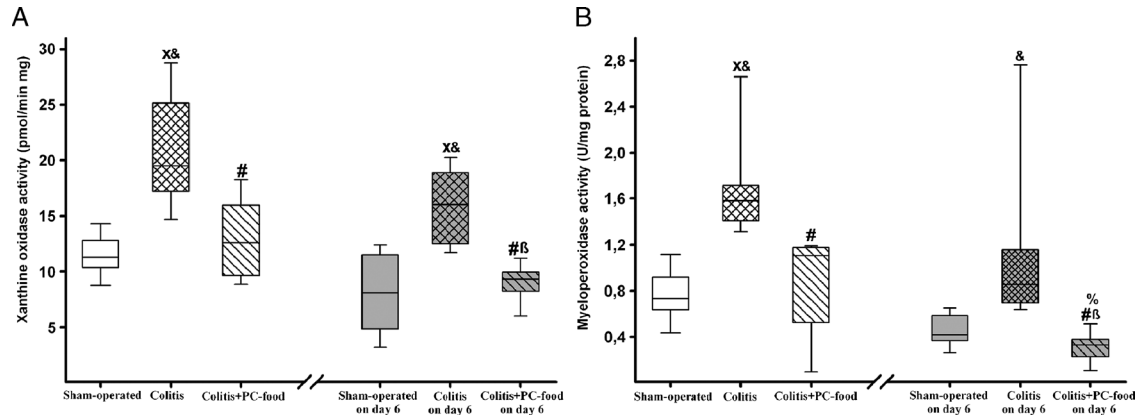 A
Xanthine oxidase activity (pmol/min mg)
30
25
20
15
10
5
x&
#
x&
#ß
Sham-operated
Colitis
Colitis+PC-food
Sham-operated
on day 6
Colitis
on day 6
Colitis+PC-food
on day 6
B
Myeloperoxidase activity (U/mg protein)
2,8
2,4
2,0
1,6
1,2
0,8
0,4
x&
#
&
%
#ß
Sham-operated
Colitis
Colitis+PC-food
Sham-operated
on day 6
Colitis
on day 6
Colitis+PC-food
on day 6